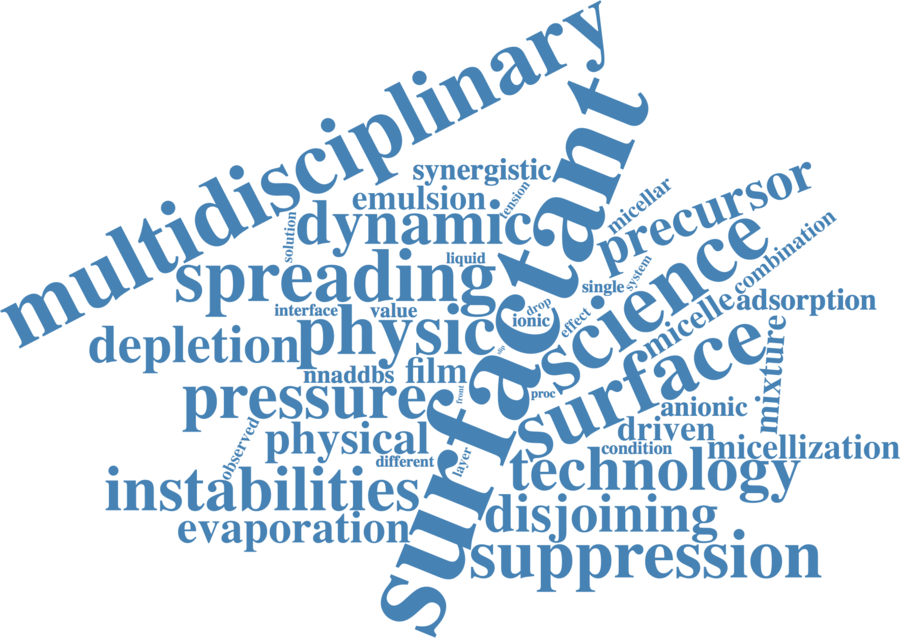 multidisciplinary
surfactant
synergistic
tension
emulsion
micellar
precursor
solution
dynamic
science
combination
liquid
spreading
single
system
micelle
adsorption
interface
value
drop
ionic
effect
depletion
physic
slip
surface
mixture
nnaddbs
film
front
proc
pressure
anionic
driven
observed
physical
condition
micellization
different
layer
technology
instabilities
disjoining
evaporation
suppression